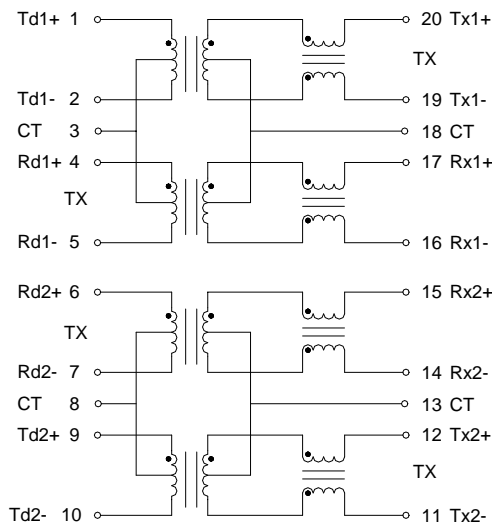 Td1+ 1 20 Tx1+
TX
Td1- 2 19 Tx1-
CT 3 18 CT
Rd1+ 4 17 Rx1+
TX
Rd1- 5 16 Rx1-
Rd2+ 6 15 Rx2+
TX
Rd2- 7 14 Rx2-
CT 8 13 CT
Td2+ 9 12 Tx2+
TX
Td2- 10 11 Tx2-